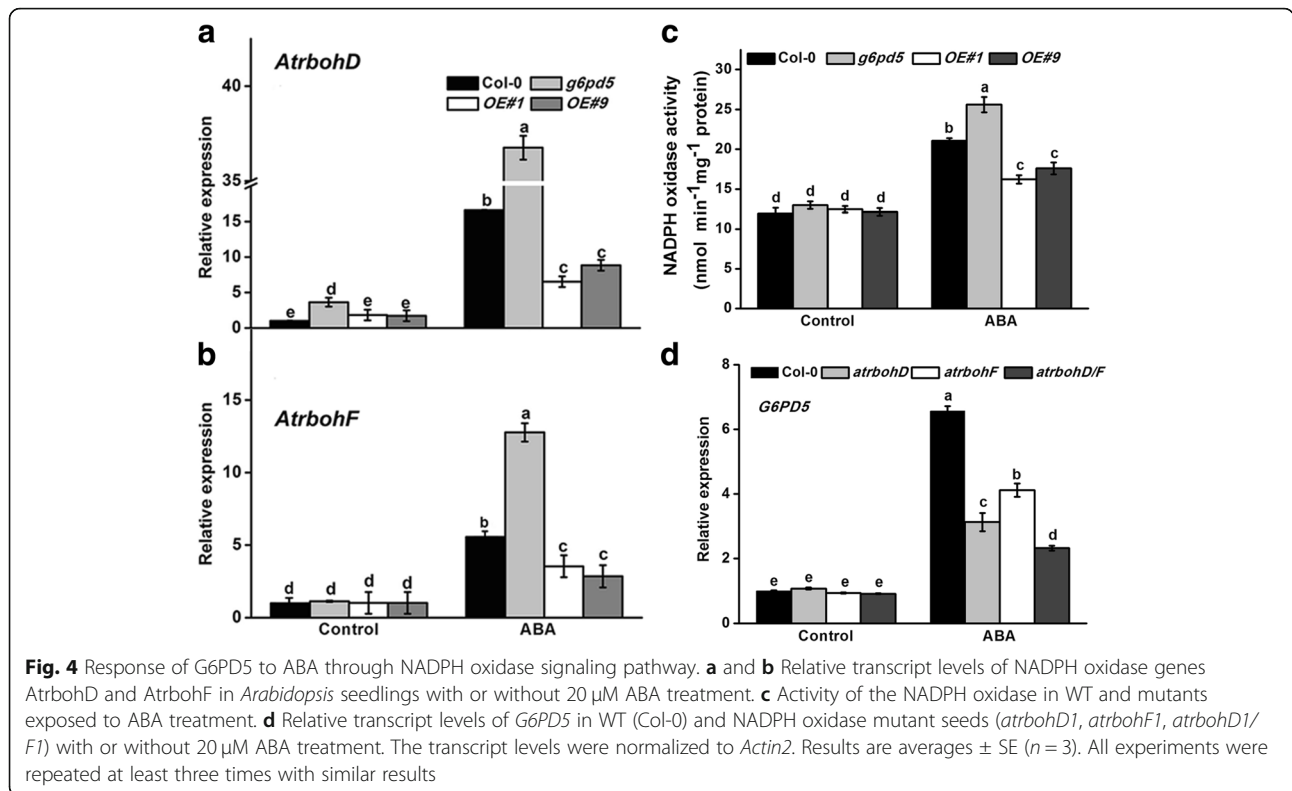 a
AtrbohD
Col-0 g6pd5
OE#1 OE#9
Relative expression
40
35
15
10
5
0
e d e e
b a c c
b
AtrbohF
Relative expression
15
10
5
0
d d d d
b a c c
Control ABA
c
Col-0 g6pd5 OE#1 OE#9
NADPH oxidase activity
(nmol min-1mg-1 protein)
30
25
20
15
10
5
0
d d d d
b a c c
Control ABA
d
Col-0 atrbohD atrbohF atrbohD/F
G6PD5
Relative expression
8
6
4
2
0
e e e e
a c b d
Control ABA
Fig. 4 Response of G6PD5 to ABA through NADPH oxidase signaling pathway. a and b Relative transcript levels of NADPH oxidase genes
AtrbohD and AtrbohF in Arabidopsis seedlings with or without 20 μM ABA treatment. c Activity of the NADPH oxidase in WT and mutants
exposed to ABA treatment. d Relative transcript levels of G6PD5 in WT (Col-0) and NADPH oxidase mutant seeds (atrbohD1, atrbohF1, atrbohD1/
F1) with or without 20 μM ABA treatment. The transcript levels were normalized to Actin2. Results are averages ± SE (n = 3). All experiments were
repeated at least three times with similar results